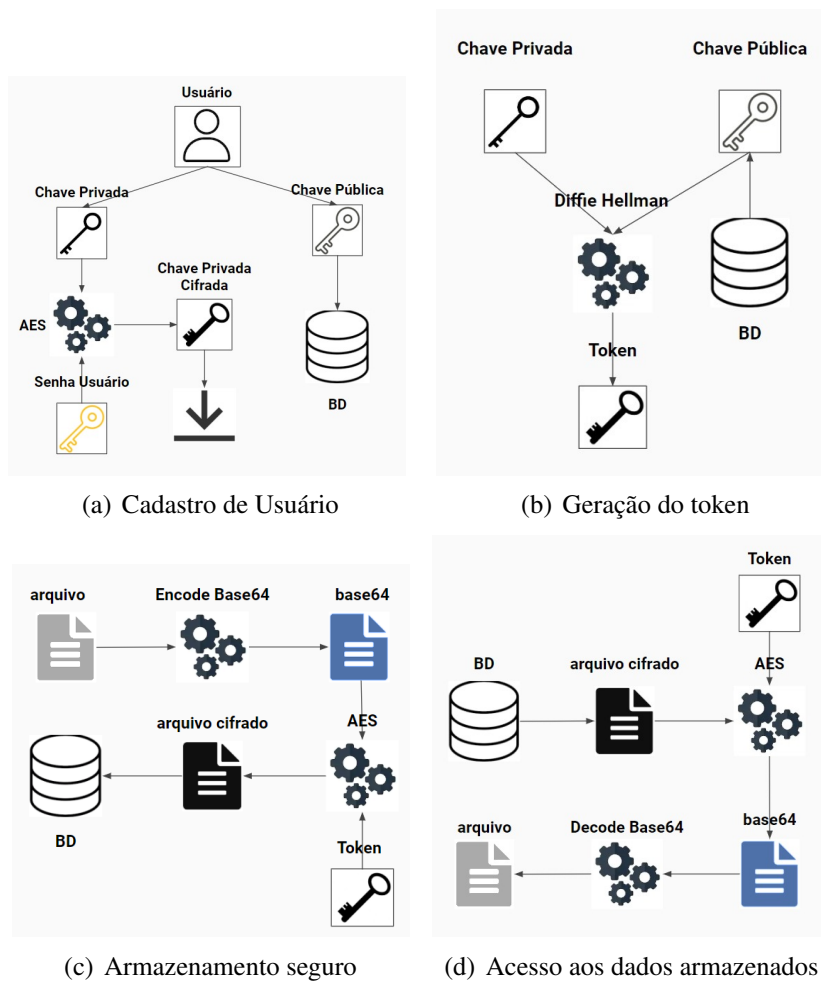 Usuário
Chave Privada
Chave Pública
Chave Privada
Cifrada
AES
Senha Usuário
BD
(a) Cadastro de Usuário
Chave Privada
Chave Pública
Diffie Hellman
BD
Token
(b) Geração do token
arquivo
Encode Base64
base64
arquivo cifrado
AES
BD
Token
(c) Armazenamento seguro
Token
BD
arquivo cifrado
AES
arquivo
Decode Base64
base64
(d) Acesso aos dados armazenados